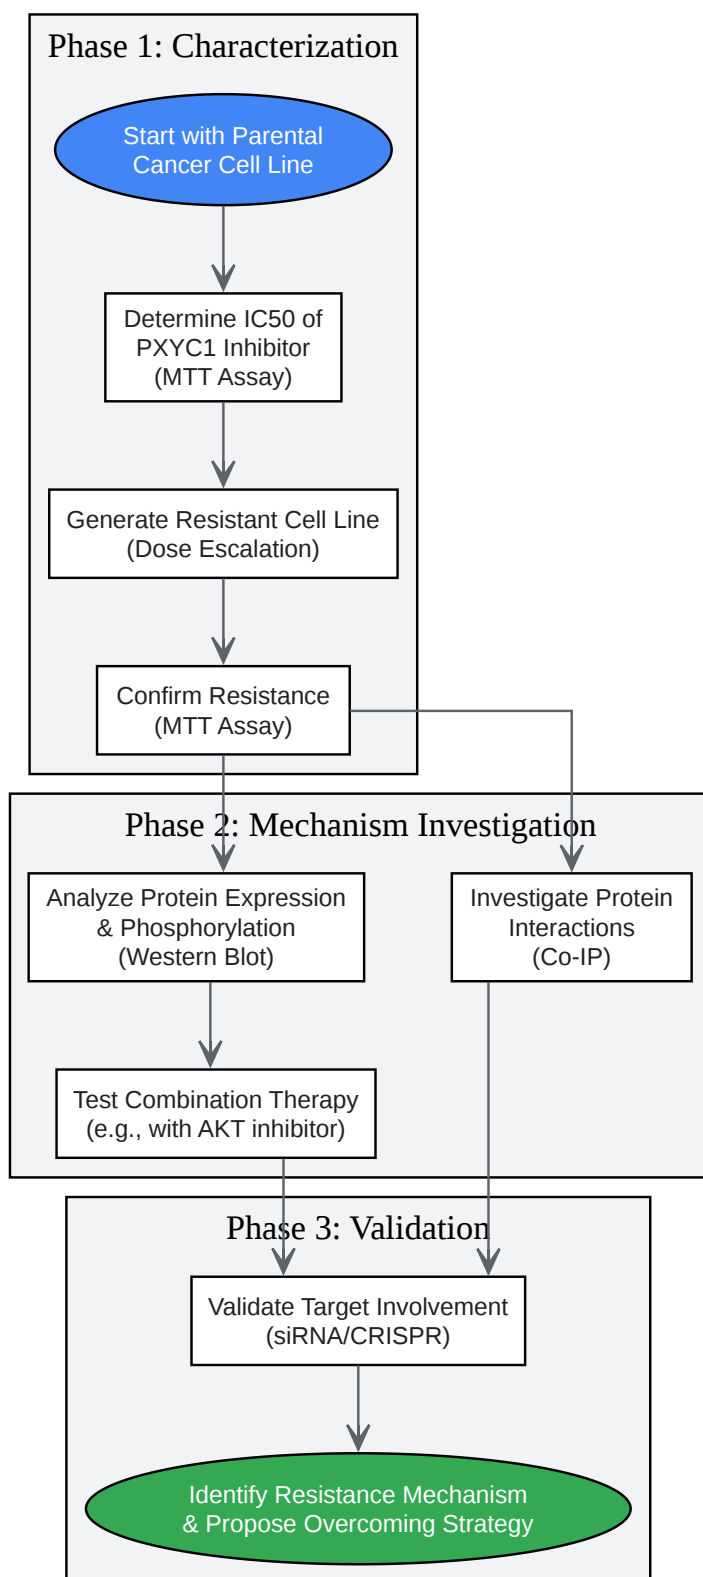 Phase 1: Characterization
Start with Parental
Cancer Cell Line
Determine IC50 of
PXYC1 Inhibitor
(MTT Assay)
Generate Resistant Cell Line
(Dose Escalation)
Confirm Resistance
(MTT Assay)
Phase 2: Mechanism Investigation
Analyze Protein Expression
& Phosphorylation
(Western Blot)
Investigate Protein
Interactions
(Co-IP)
Test Combination Therapy
(e.g., with AKT inhibitor)
Phase 3: Validation
Validate Target Involvement
(siRNA/CRISPR)
Identify Resistance Mechanism
& Propose Overcoming Strategy